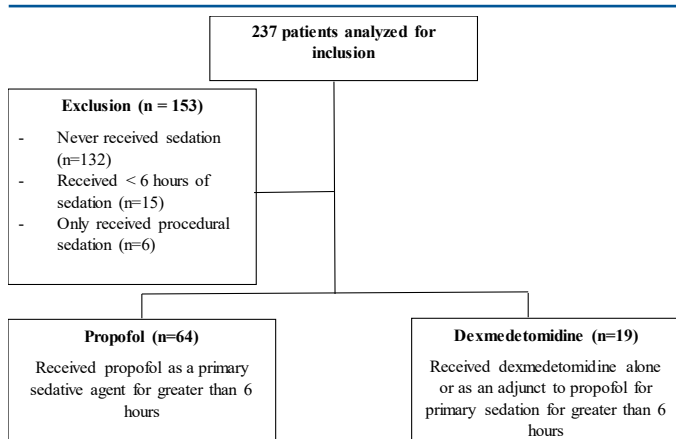 237 patients analyzed for
inclusion
Exclusion (n = 153)
- Never received sedation
(n=132)
- Received < 6 hours of
sedation (n=15)
- Only received procedural
sedation (n=6)
Propofol (n=64)
Received propofol as a primary
sedative agent for greater than 6
hours
Dexmedetomidine (n=19)
Received dexmedetomidine alone
or as an adjunct to propofol for
primary sedation for greater than 6
hours